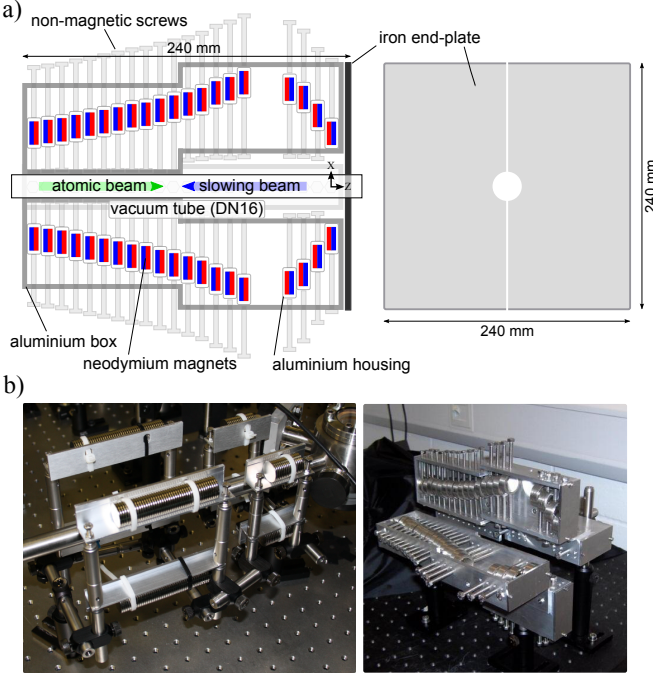 a)
non-magnetic screws
240 mm
iron end-plate
x
z
atomic beam
slowing beam
vacuum tube (DN16)
240 mm
240 mm
aluminium box
neodymium magnets
aluminium housing
b)